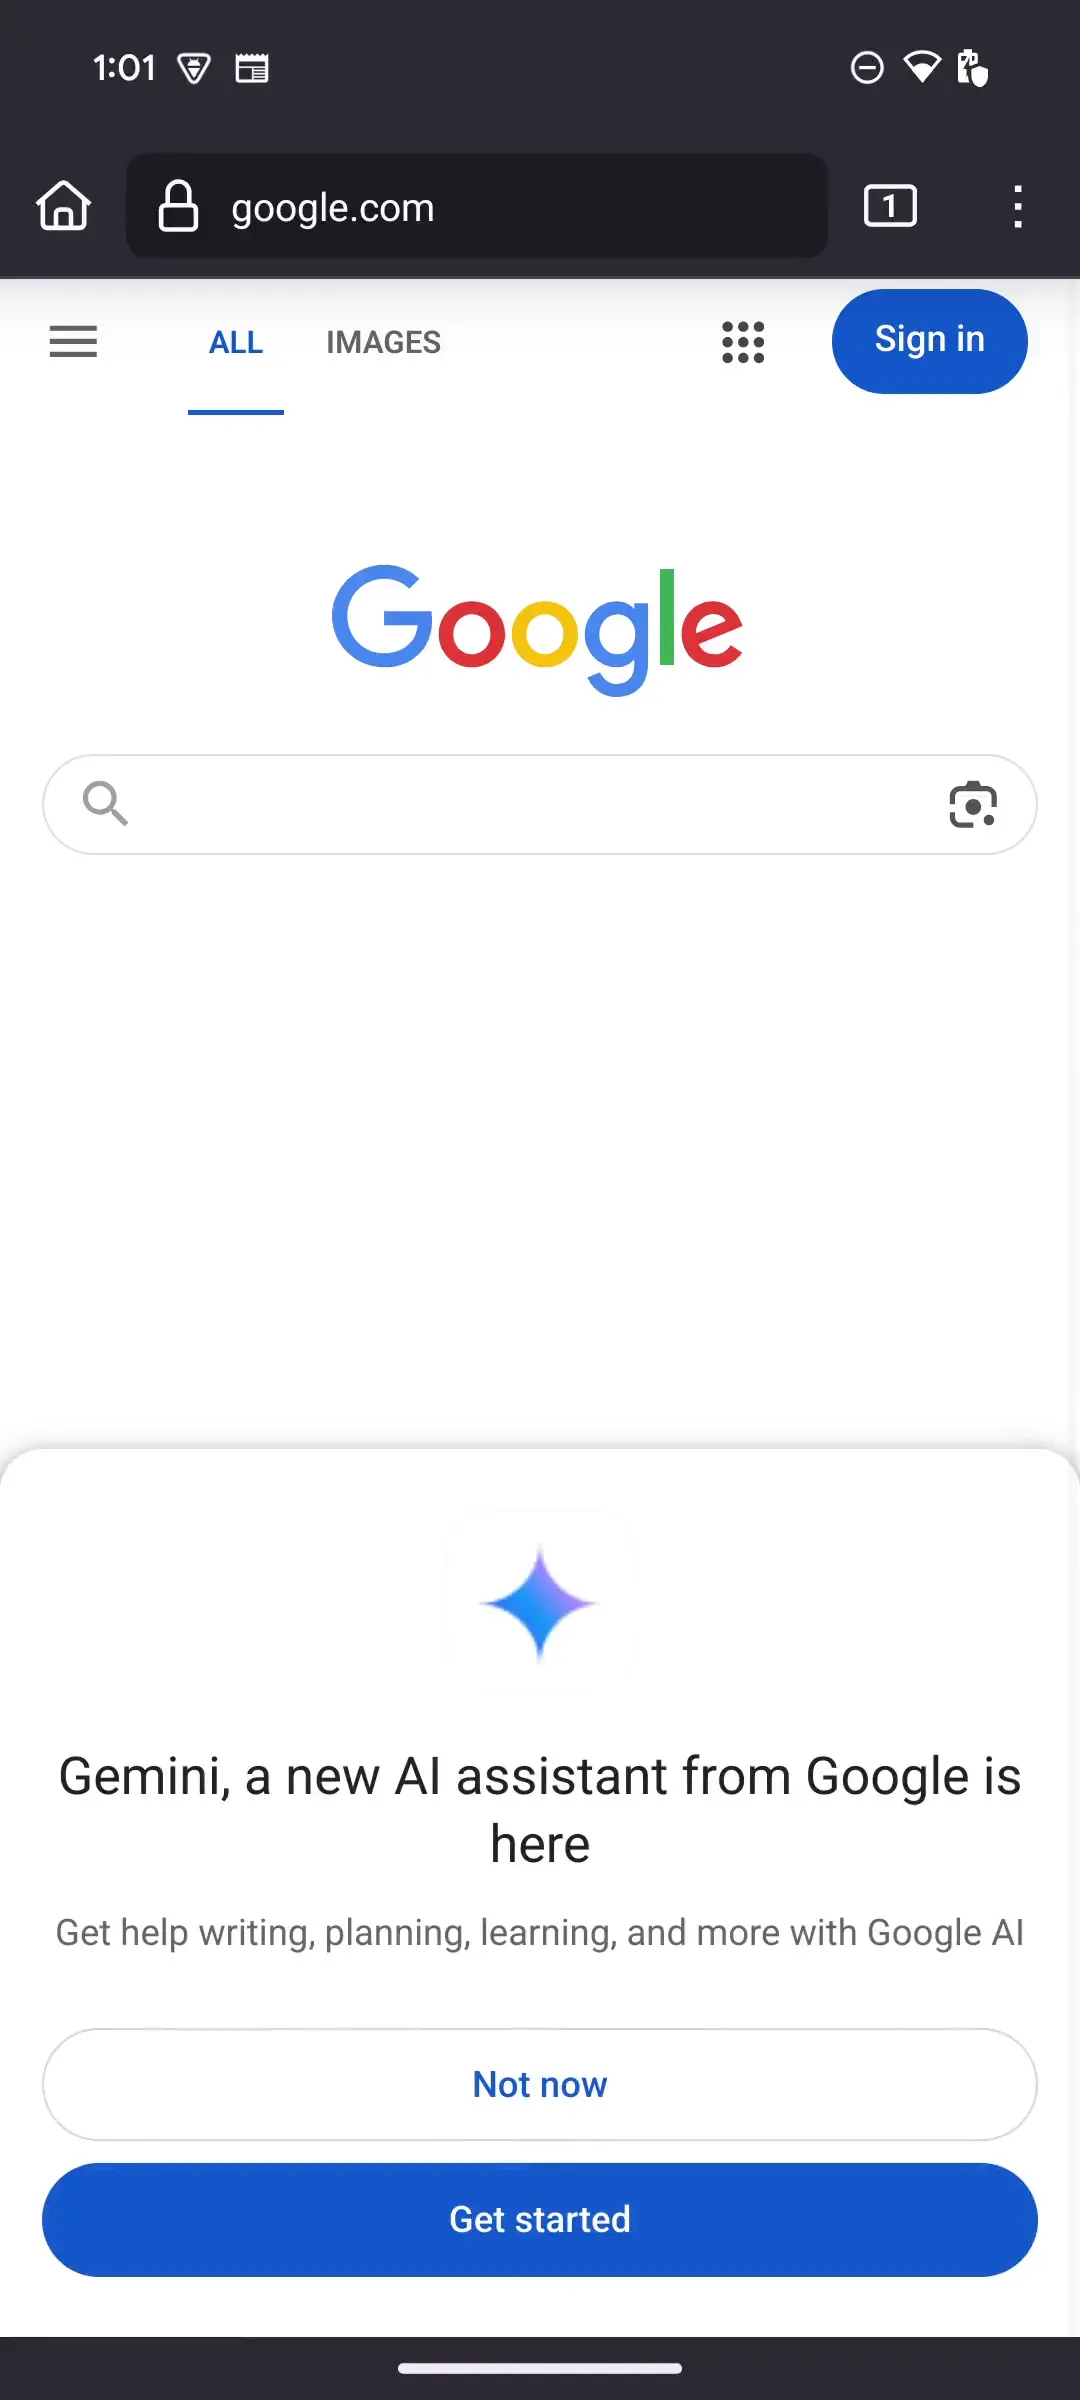 1:01
google.com
1
ALL IMAGES Sign in
Google
Gemini, a new AI assistant from Google is
here
Get help writing, planning, learning, and more with Google AI
Not now
Get started